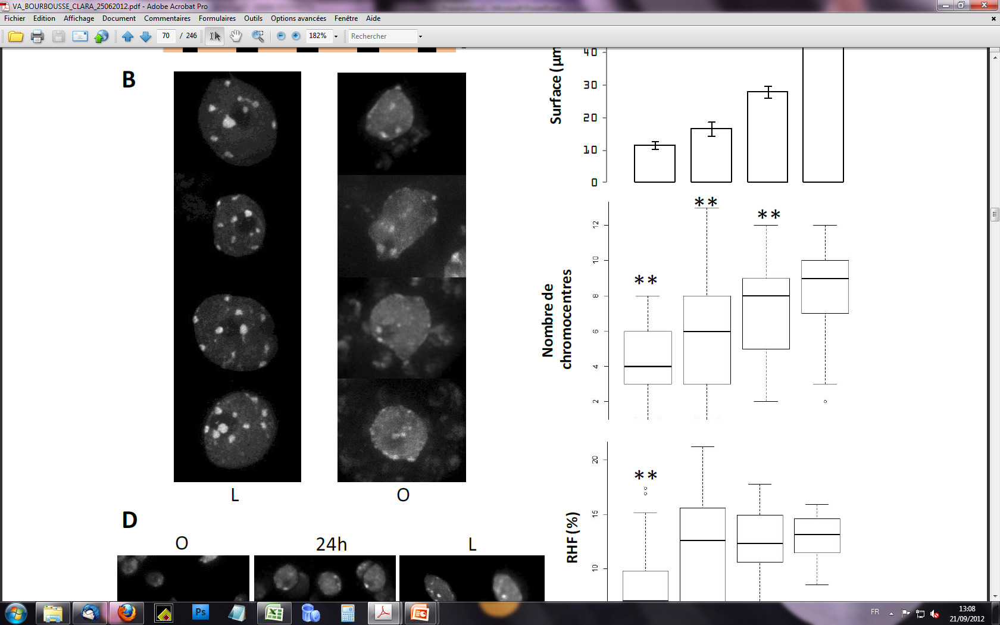 VA_BOURBOUSSE_CLARA_25062012.pdf - Adobe Acrobat Pro
Fichier Edition Affichage Document Commentaires Formulaires Outils Options avancées Fenêtre Aide
70 / 246 182% Rechercher
B
L
O
D
O 24h L
Surface (µm
40
30
20
10
0
**
**
**
Nombre de
chromocentres
12
10
8
6
4
2
**
RHF (%)
20
15
10
Ps
FR
13:08
21/09/2012